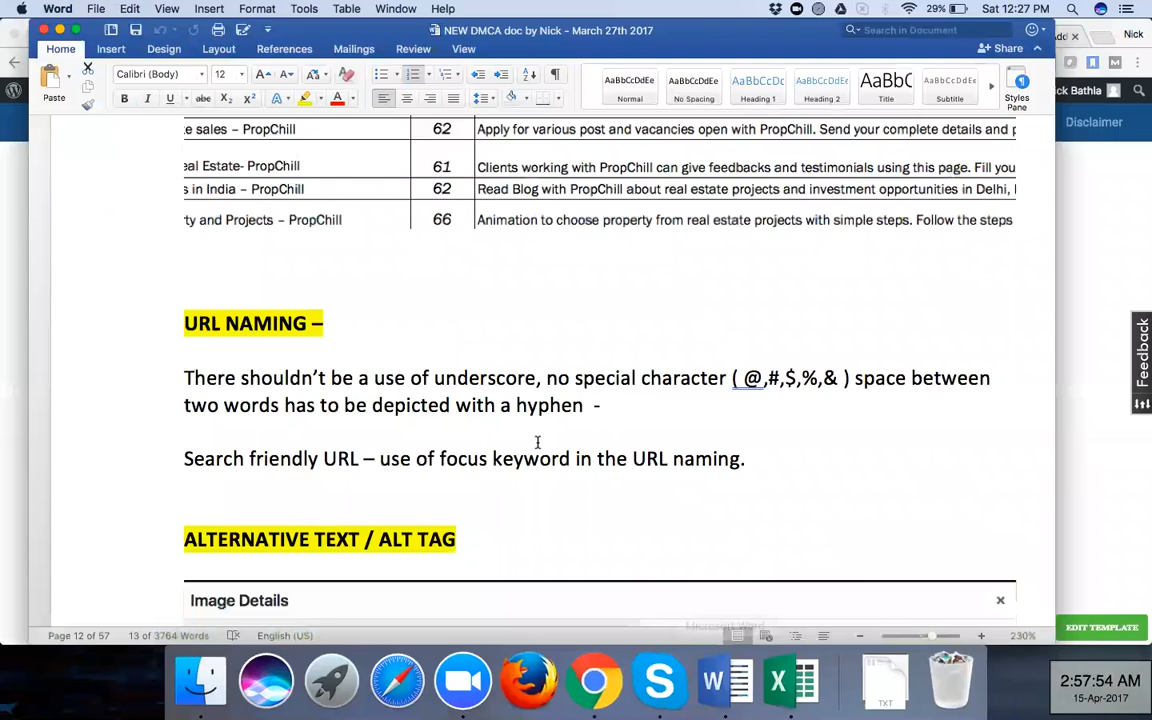 Word File Edit View Insert Format Tools Table Window Help 29% Sat 12:27 PM
NEW DMCA doc by Nick - March 27th 2017
Search in Document
Nick
Home Insert Design Layout References Mailings Review View
Share
Paste
Calibri (Body) 12
AaBbCcDdEe AaBbCcDdEe AaBbCcDc AaBbCcDdEe AaBbC AaBbCcDdEe
Normal No Spacing Heading 1 Heading 2 Title Subtitle
Styles Pane
ck Bathla
Disclaimer
e sales – PropChill 62 Apply for various post and vacancies open with PropChill. Send your complete details and p
eal Estate- PropChill 61 Clients working with PropChill can give feedbacks and testimonials using this page. Fill you
s in India – PropChill 62 Read Blog with PropChill about real estate projects and investment opportunities in Delhi,
ty and Projects – PropChill 66 Animation to choose property from real estate projects with simple steps. Follow the steps
URL NAMING –
There shouldn't be a use of underscore, no special character ( @,#,$,%,& ) space between
two words has to be depicted with a hyphen -
Search friendly URL – use of focus keyword in the URL naming.
ALTERNATIVE TEXT / ALT TAG
Image Details ×
Feedback
EDIT TEMPLATE
Page 12 of 57 13 of 3764 Words English (US) 230%
TXT
2:57:54 AM
15-Apr-2017